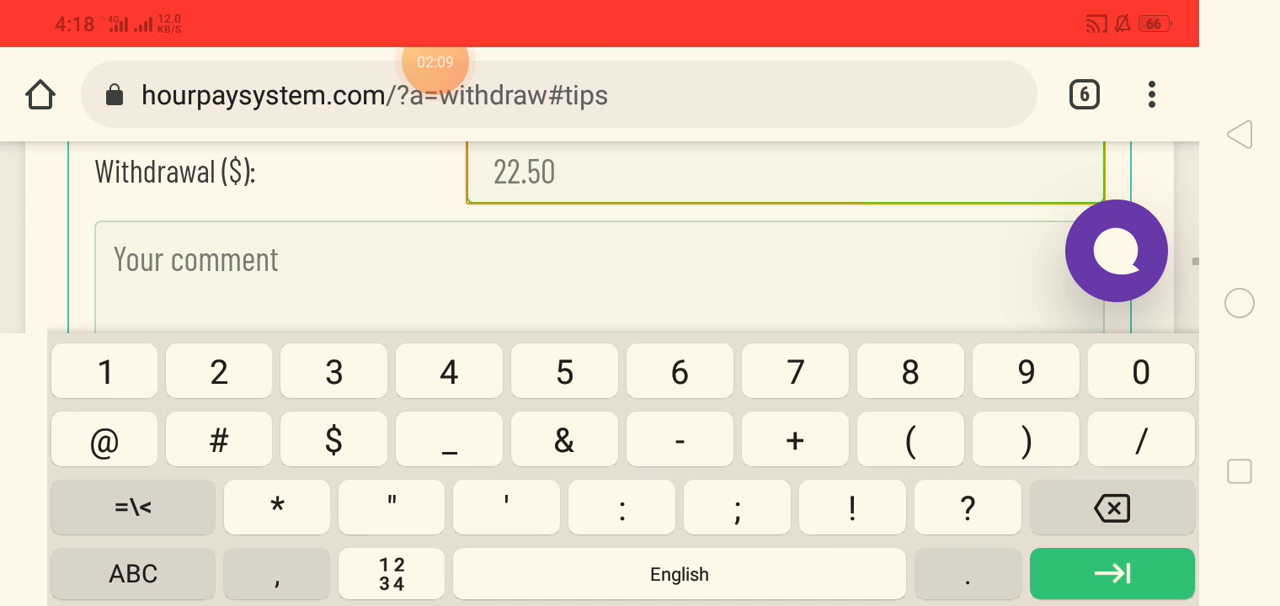 4:18 4G 12.0 KB/S 66
02:09
hourpaysystem.com/?a=withdraw#tips 6
Withdrawal ($): 22.50
Your comment
1 2 3 4 5 6 7 8 9 0
@ # $ _ & - + ( ) /
=\< * " ' : ; ! ?
ABC , 1 2 3 4 English .